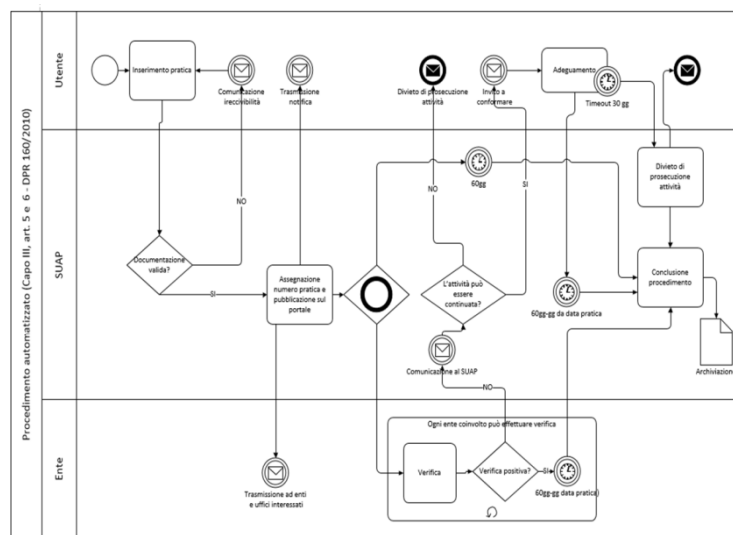 Procedimento automatizzato (Capo III, art. 5 e 6 - DPR 160/2010)
Utente
Inserimento pratica
Comunicazione
ireccivibilità
Trasmissione
notifica
Divieto di prosecuzione
attività
Invito a
conformare
Adeguamento
Timeout 30 gg
SUAP
NO
NO
SI
60gg
Divieto di
prosecuzione
attività
Documentazione
valida?
SI
Assegnazione
numero pratica e
pubblicazione sul
portale
L'attività può
essere
continuata?
Conclusione
procedimento
60gg-gg da data pratica
Comunicazione al SUAP
Archiviazione
NO
Ente
Ogni ente coinvolto può effettuare verifica
Verifica
Verifica positiva?
SI
Trasmissione ad enti
e uffici interessati
60gg-gg data pratica)